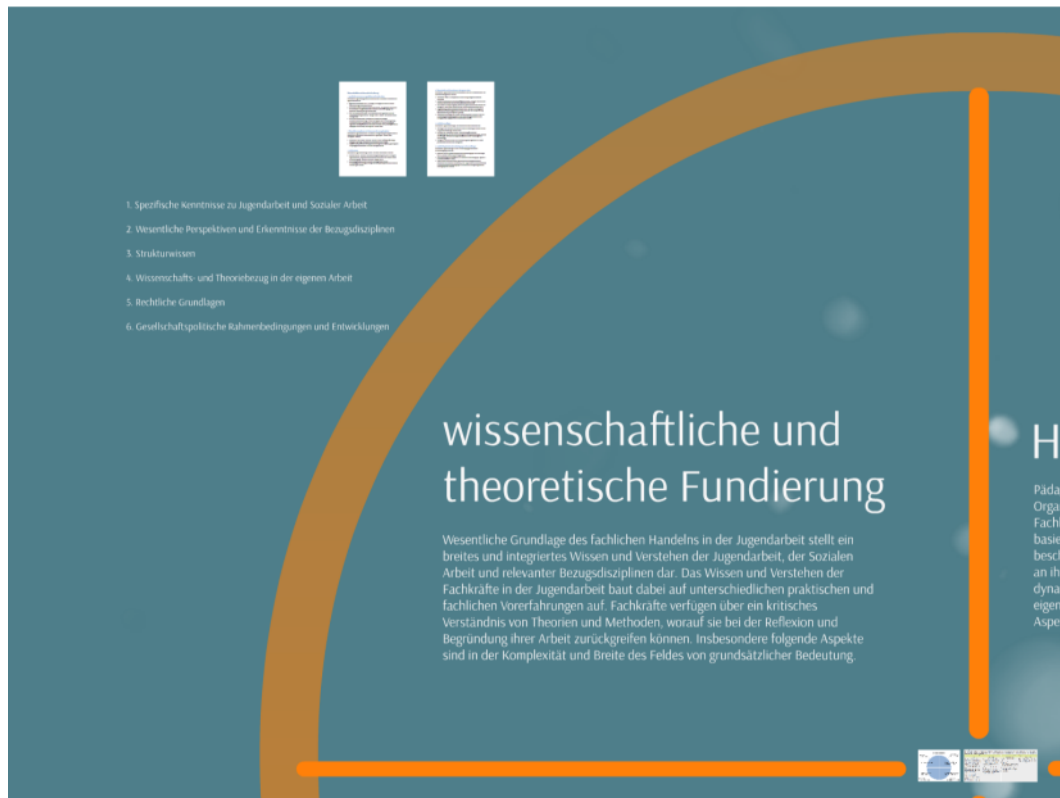 1. Spezifische Kenntnisse zu Jugendarbeit und Sozialer Arbeit
2. Wesentliche Perspektiven und Erkenntnisse der Bezugsdisziplinen
3. Strukturwissen
4. Wissenschafts- und Theoriebezug in der eigenen Arbeit
5. Rechtliche Grundlagen
6. Gesellschaftspolitische Rahmenbedingungen und Entwicklungen
wissenschaftliche und
theoretische Fundierung
Wesentliche Grundlage des fachlichen Handelns in der Jugendarbeit stellt ein
breites und integriertes Wissen und Verstehen der Jugendarbeit, der Sozialen
Arbeit und relevanter Bezugsdisziplinen dar. Das Wissen und Verstehen der
Fachkräfte in der Jugendarbeit baut dabei auf unterschiedlichen praktischen und
fachlichen Vorerfahrungen auf. Fachkräfte verfügen über ein kritisches
Verständnis von Theorien und Methoden, worauf sie bei der Reflexion und
Begründung ihrer Arbeit zurückgreifen können. Insbesondere folgende Aspekte
sind in der Komplexität und Breite des Feldes von grundsätzlicher Bedeutung.
H
Päda
Orga
Fachl
basie
besch
an ih
dyna
eigen
Aspe